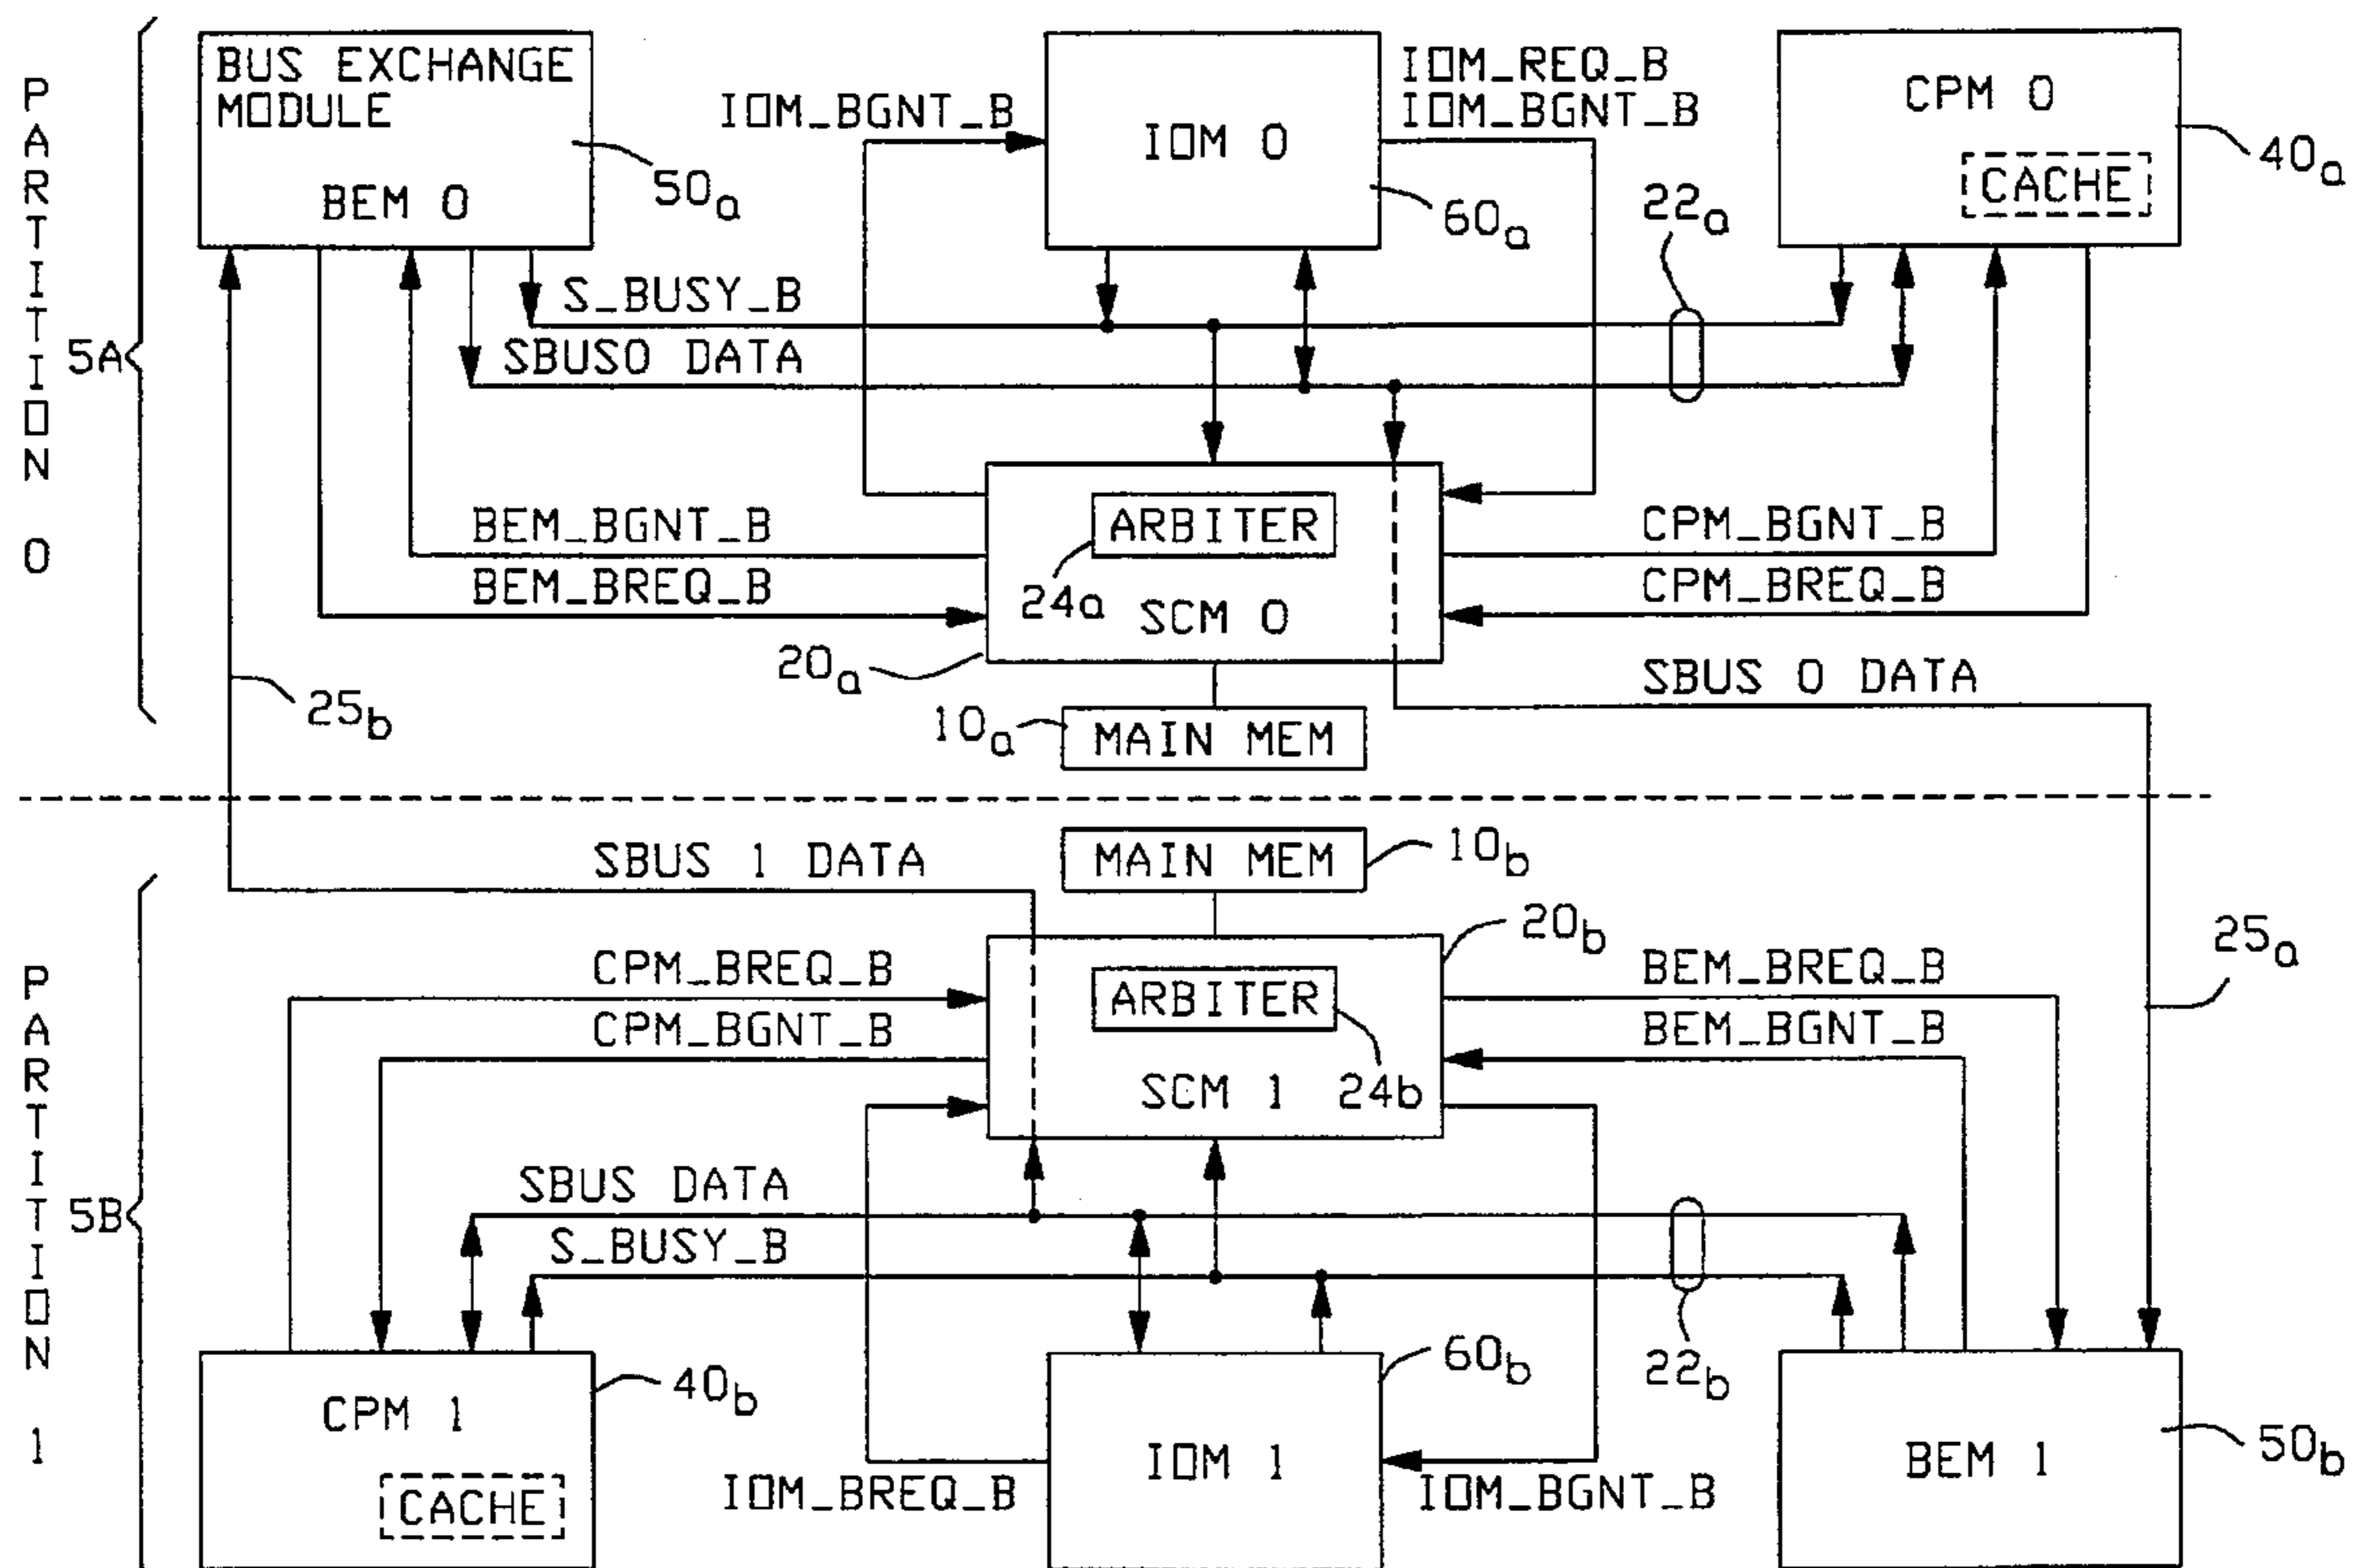 PARTITION 0
5A
BUS EXCHANGE
MODULE
BEM 0
50a
IOM_BGNT_B
IOM 0
60a
IOM_REQ_B
IOM_BGNT_B
CPM 0
CACHE
40a
22a
S_BUSY_B
SBUS0 DATA
BEM_BGNT_B
BEM_BREQ_B
ARBITER
24a
SCM 0
20a
CPM_BGNT_B
CPM_BREQ_B
25b
10a
MAIN MEM
SBUS 0 DATA
PARTITION 1
5B
SBUS 1 DATA
MAIN MEM
10b
20b
25a
CPM_BREQ_B
CPM_BGNT_B
ARBITER
SCM 1
24b
BEM_BREQ_B
BEM_BGNT_B
SBUS DATA
S_BUSY_B
22b
CPM 1
CACHE
40b
IOM_BREQ_B
IOM 1
60b
IOM_BGNT_B
BEM 1
50b